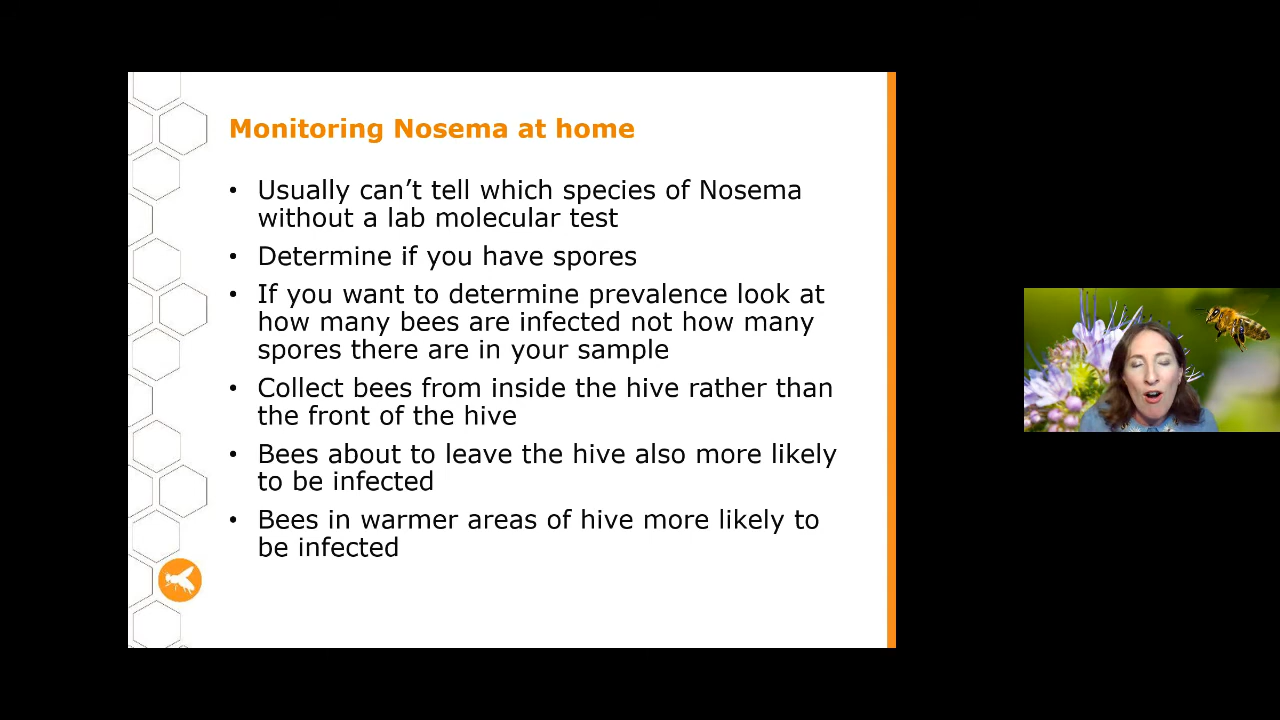 Monitoring Nosema at home
• Usually can’t tell which species of Nosema
without a lab molecular test
• Determine if you have spores
• If you want to determine prevalence look at
how many bees are infected not how many
spores there are in your sample
• Collect bees from inside the hive rather than
the front of the hive
• Bees about to leave the hive also more likely
to be infected
• Bees in warmer areas of hive more likely to
be infected